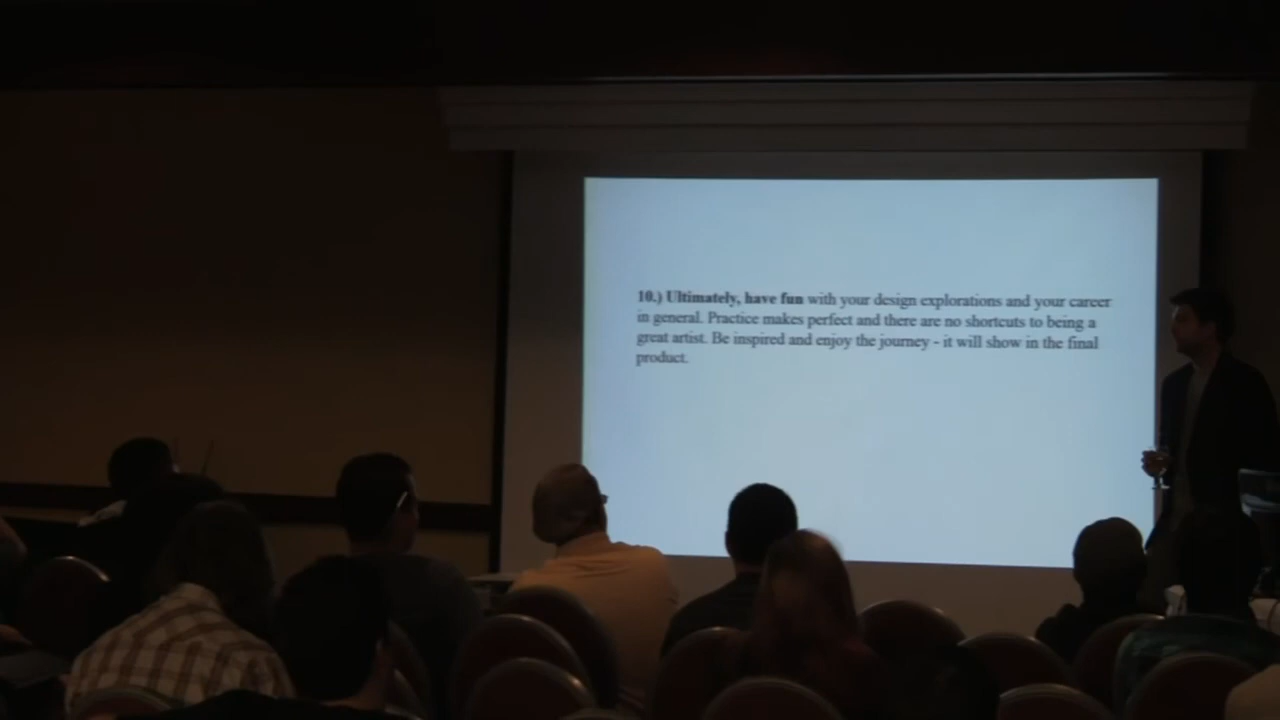 10.) Ultimately, have fun with your design explorations and your career
in general. Practice makes perfect and there are no shortcuts to being a
great artist. Be inspired and enjoy the journey - it will show in the final
product.